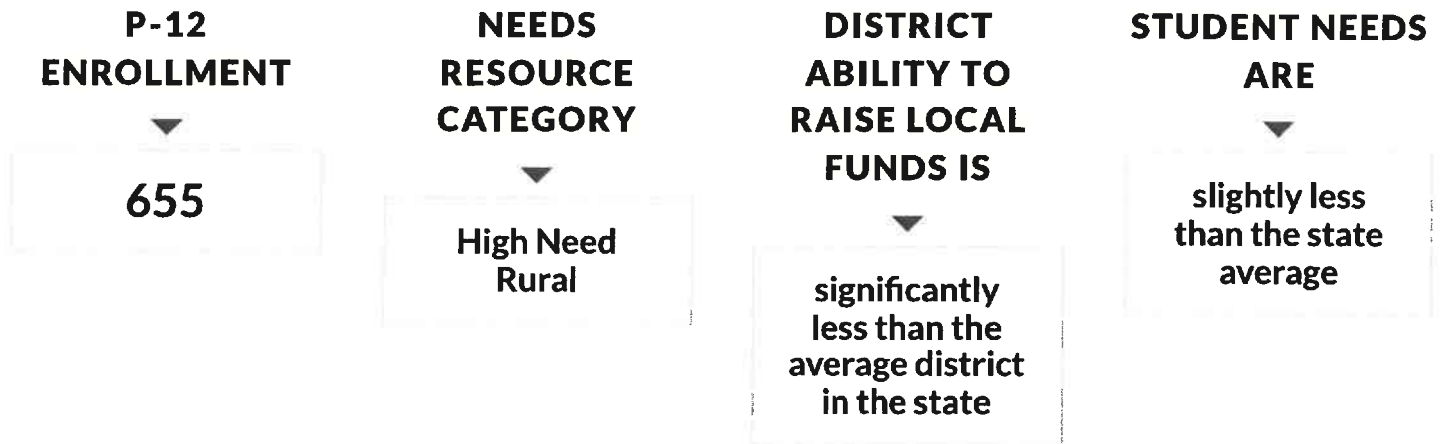 P-12
ENROLLMENT
655
NEEDS
RESOURCE
CATEGORY
High Need
Rural
DISTRICT
ABILITY TO
RAISE LOCAL
FUNDS IS
significantly
less than the
average district
in the state
STUDENT NEEDS
ARE
slightly less
than the state
average